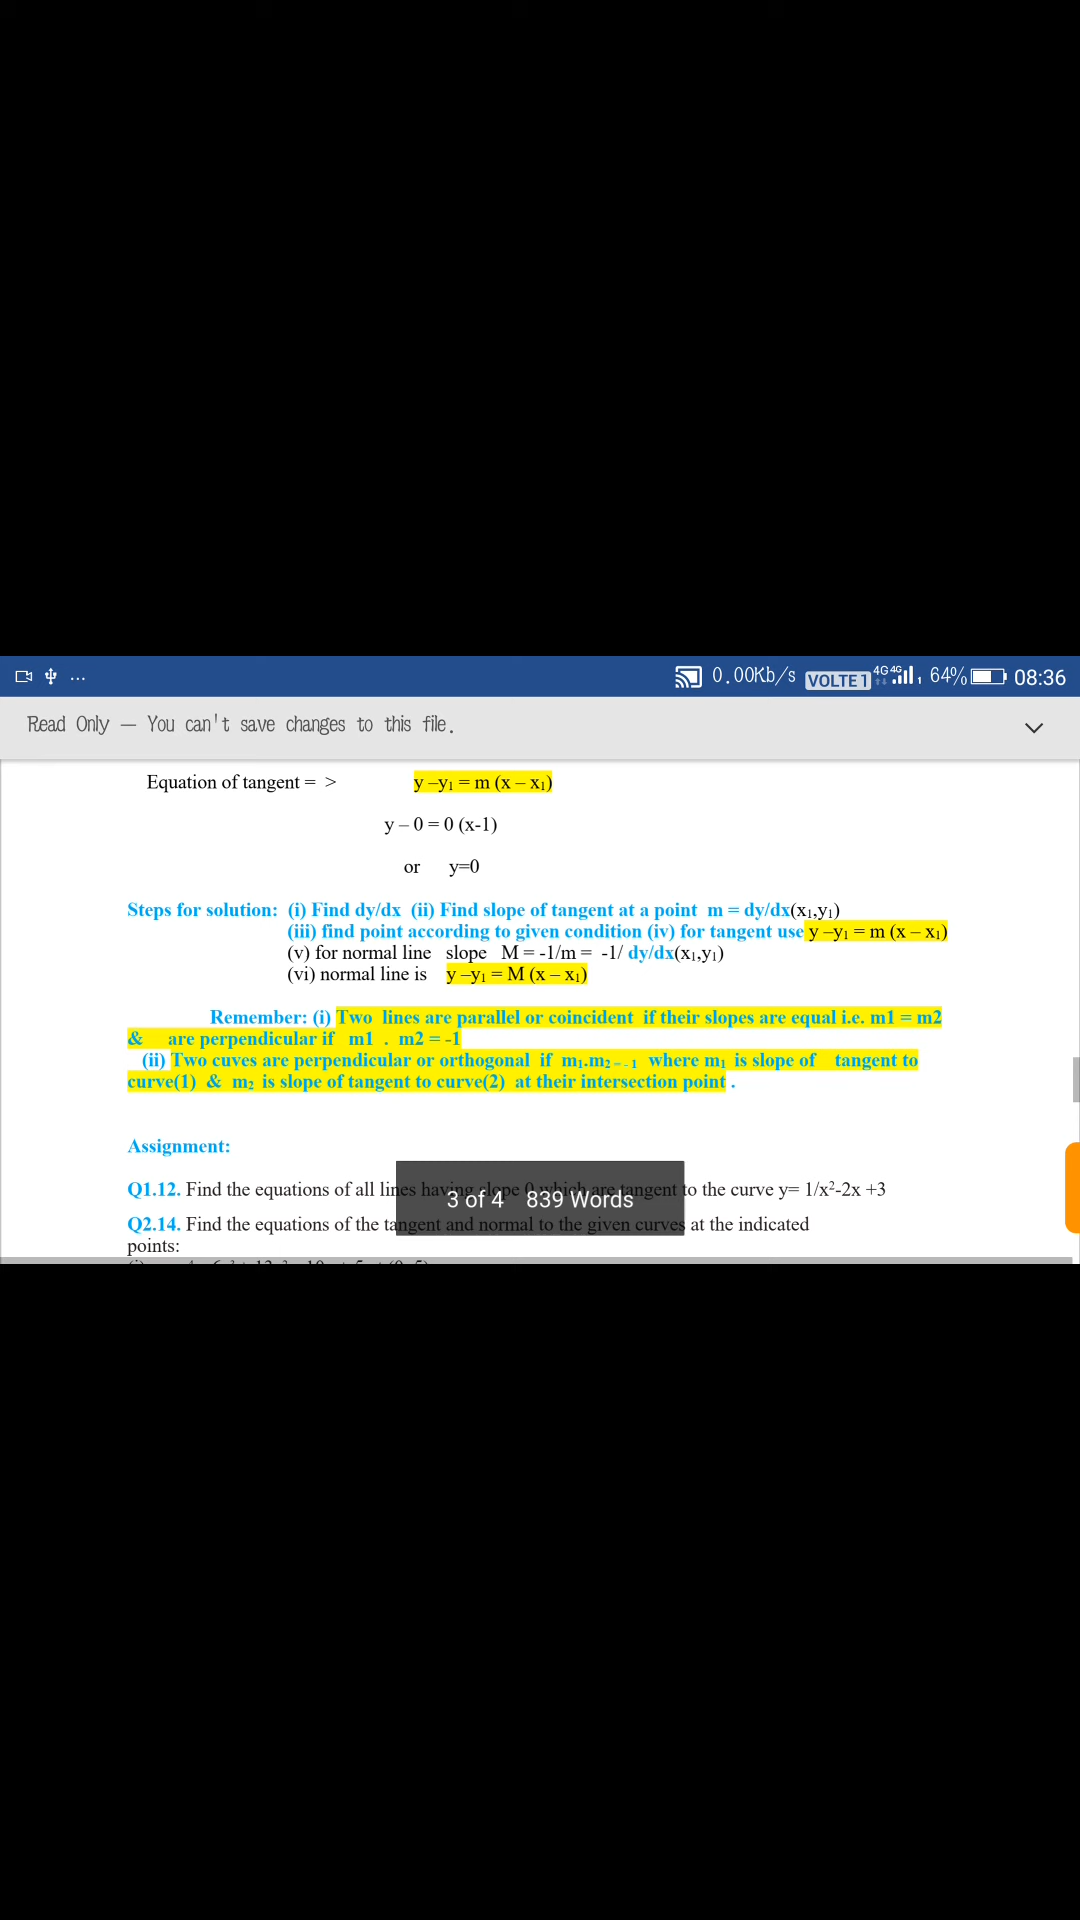 ... 0.00Kb/s VOLTE 1 4G 4G 1 64% 08:36
Read Only — You can't save changes to this file.
Equation of tangent = > y –y₁ = m (x – x₁)
y – 0 = 0 (x-1)
or y=0
Steps for solution: (i) Find dy/dx (ii) Find slope of tangent at a point m = dy/dx(x₁,y₁)
(iii) find point according to given condition (iv) for tangent use y –y₁ = m (x – x₁)
(v) for normal line slope M = -1/m = -1/ dy/dx(x₁,y₁)
(vi) normal line is y –y₁ = M (x – x₁)
Remember: (i) Two lines are parallel or coincident if their slopes are equal i.e. m1 = m2
& are perpendicular if m1 . m2 = -1
(ii) Two cuves are perpendicular or orthogonal if m₁.m₂ = - 1 where m₁ is slope of tangent to
curve(1) & m₂ is slope of tangent to curve(2) at their intersection point .
Assignment:
Q1.12. Find the equations of all lines having slope 0 which are tangent to the curve y= 1/x²-2x +3
3 of 4 839 Words
Q2.14. Find the equations of the tangent and normal to the given curves at the indicated
points: